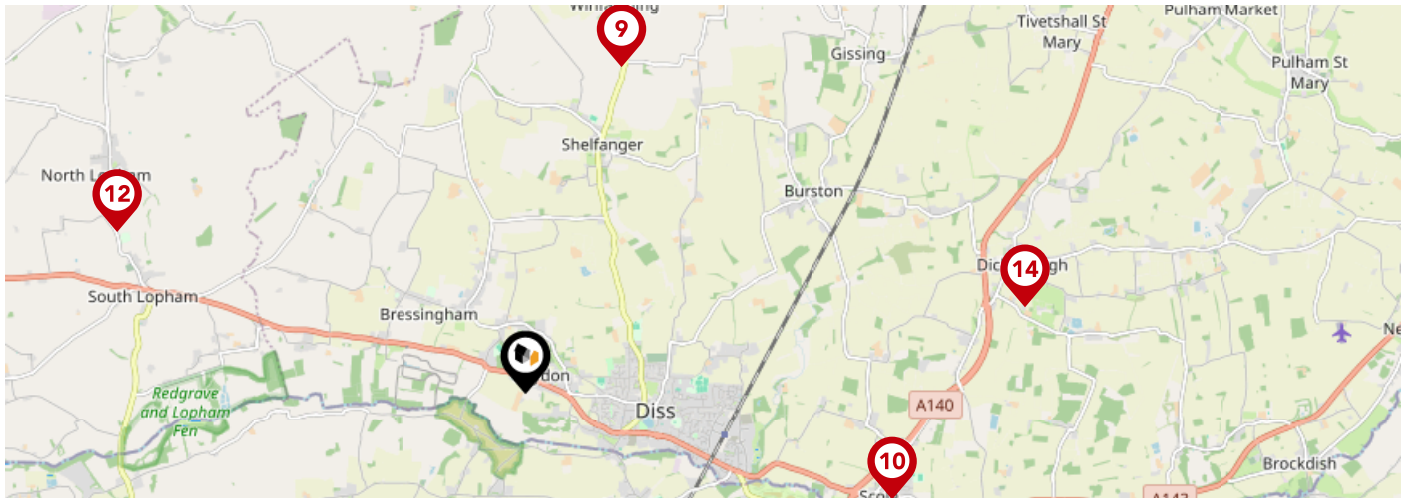 9
Gissing
Tivetshall St
Mary
Pulham Market
Pulham St
Mary
Shelfanger
North
12
Burston
14
South Lopham
Bressingham
Diss
Redgrave
and Lopham
Fen
A140
10
Brockdish
A143